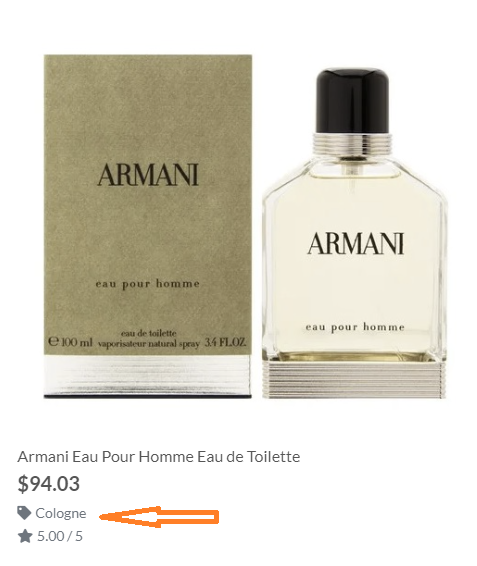 ARMANI
eau pour homme
eau de toilette
℮ 100 ml vaporisateur natural spray 3.4 FL.OZ
ARMANI
eau pour homme
Armani Eau Pour Homme Eau de Toilette
$94.03
Cologne
5.00 / 5